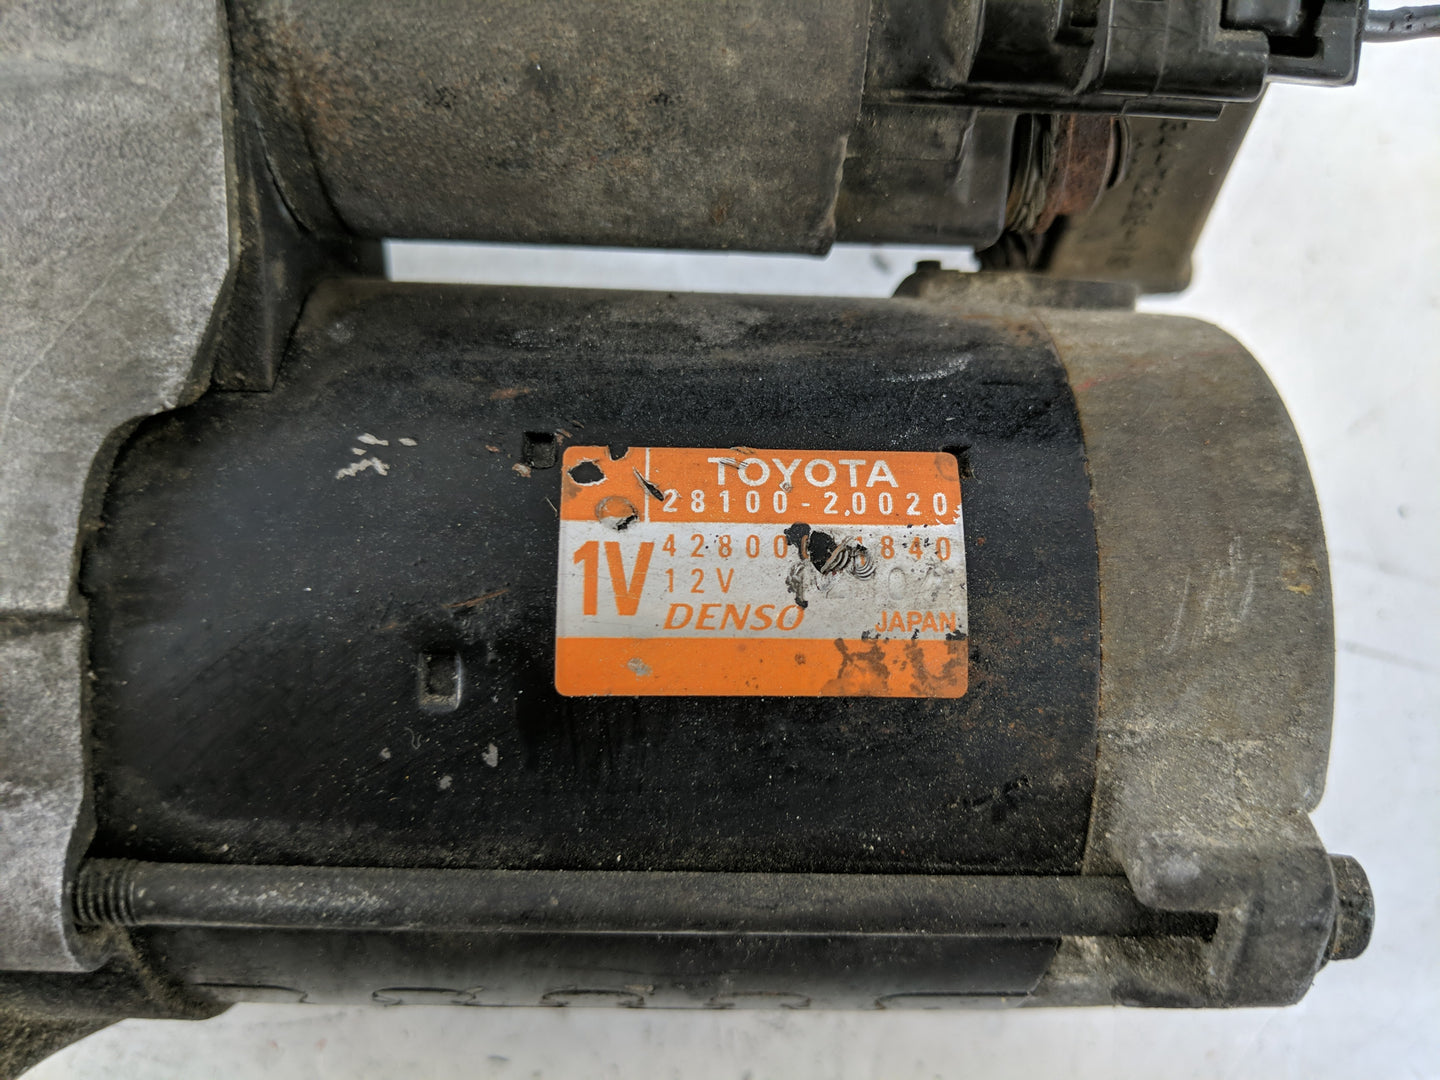 TOYOTA
28100-20020
1V
12V
DENSO
JAPAN